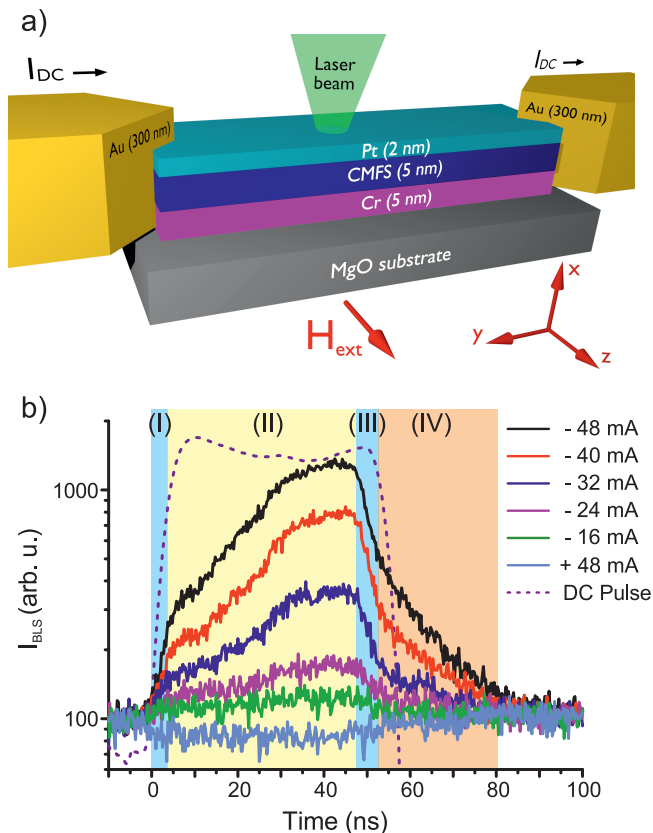 a)
I_DC →
I_DC →
Laser
beam
Au (300 nm)
Au (300 nm)
Pt (2 nm)
CMFS (5 nm)
Cr (5 nm)
MgO substrate
H_ext
x
y
z
b)
(I)
(II)
(III)
(IV)
1000
100
I_BLS (arb. u.)
- 48 mA
- 40 mA
- 32 mA
- 24 mA
- 16 mA
+ 48 mA
DC Pulse
0
20
40
60
80
100
Time (ns)